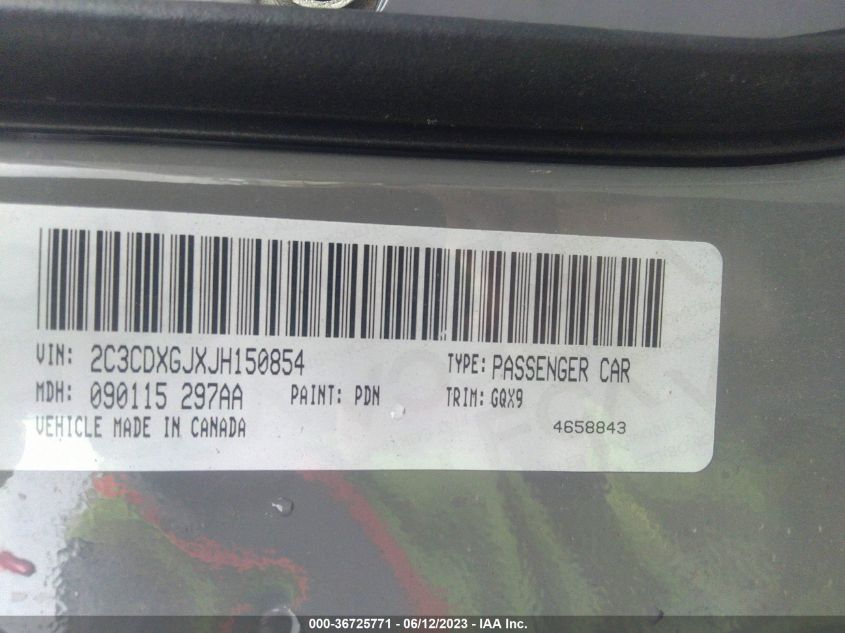 VIN: 2C3CDXGJXJH150854 TYPE: PASSENGER CAR
MDH: 090115 297AA PAINT: PDN TRIM: GQX9
VEHICLE MADE IN CANADA 4658843
000-36725771 - 06/12/2023 - IAA Inc.